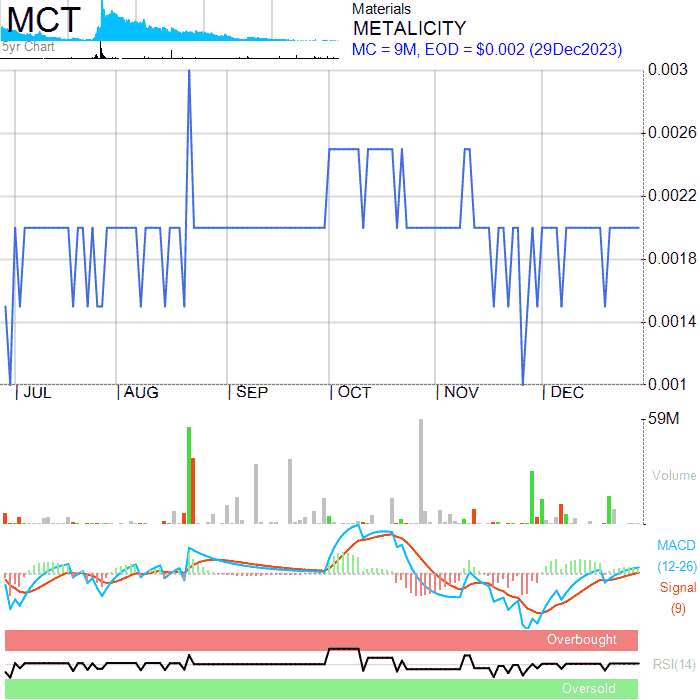 MCT
5yr Chart
Materials
METALICITY
MC = 9M, EOD = $0.002 (29Dec2023)
0.003
0.0026
0.0022
0.0018
0.0014
0.001
JUL AUG SEP OCT NOV DEC
59M
Volume
MACD
(12-26)
Signal
(9)
Overbought
RSI(14)
Oversold